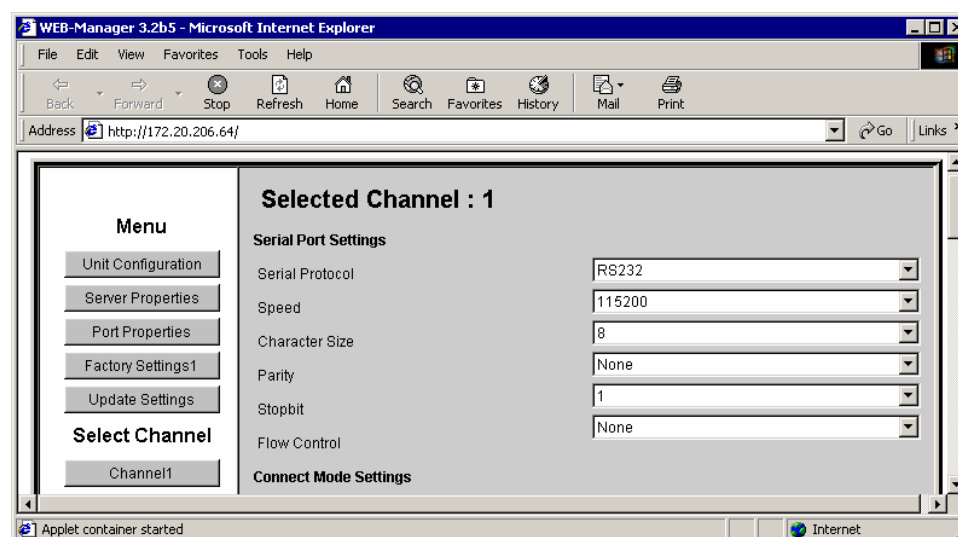 WEB-Manager 3.2b5 - Microsoft Internet Explorer
File Edit View Favorites Tools Help
Back Forward Stop Refresh Home Search Favorites History Mail Print
Address http://172.20.206.64/ Go Links
Menu
Unit Configuration
Server Properties
Port Properties
Factory Settings1
Update Settings
Select Channel
Channel1
Selected Channel : 1
Serial Port Settings
Serial Protocol RS232
Speed 115200
Character Size 8
Parity None
Stopbit 1
Flow Control None
Connect Mode Settings
Applet container started Internet